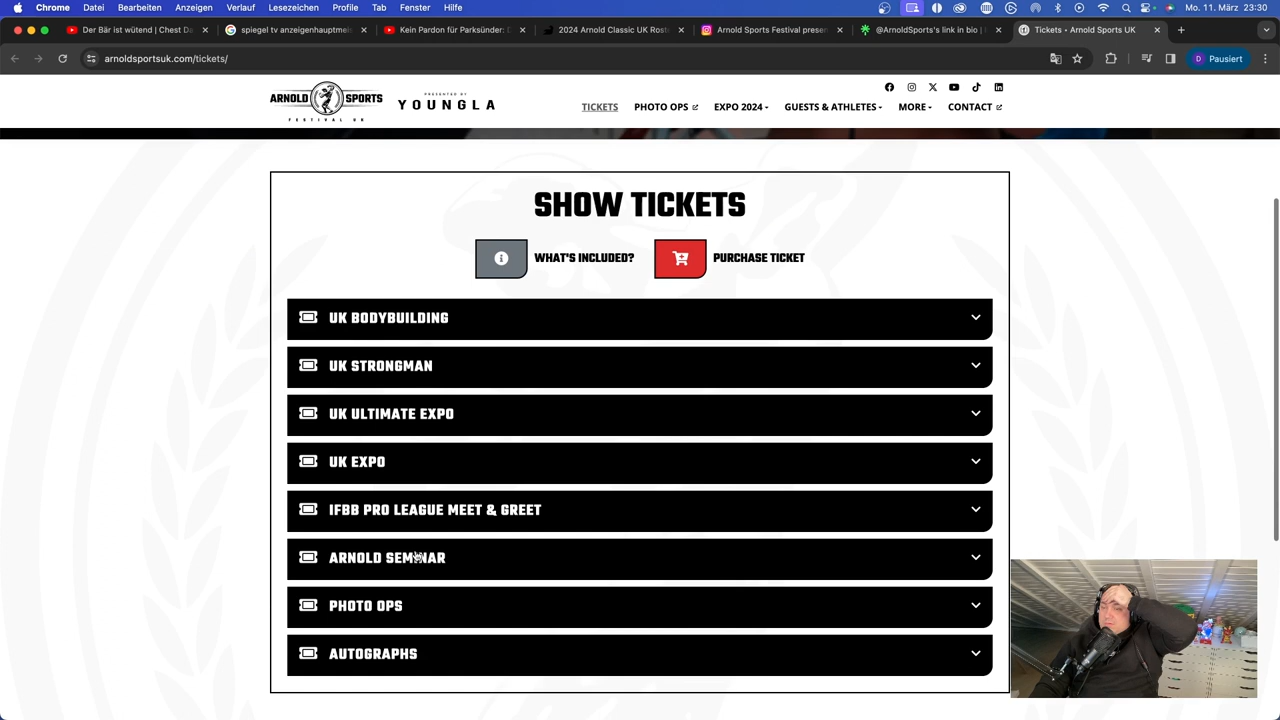 Chrome Datei Bearbeiten Anzeigen Verlauf Lesezeichen Profile Tab Fenster Hilfe
Mo. 11. März 23:30
Der Bär ist wütend | Chest Da
spiegel tv anzeigenhauptmei
Kein Pardon für Parksünder:
2024 Arnold Classic UK Roste
Arnold Sports Festival presen
@ArnoldSports's link in bio |
Tickets • Arnold Sports UK
arnoldsportsuk.com/tickets/
D Pausiert
ARNOLD SPORTS
FESTIVAL UK
PRESENTED BY
YOUNGLA
TICKETS PHOTO OPS EXPO 2024 GUESTS & ATHLETES MORE CONTACT
SHOW TICKETS
WHAT'S INCLUDED? PURCHASE TICKET
UK BODYBUILDING
UK STRONGMAN
UK ULTIMATE EXPO
UK EXPO
IFBB PRO LEAGUE MEET & GREET
ARNOLD SEMINAR
PHOTO OPS
AUTOGRAPHS